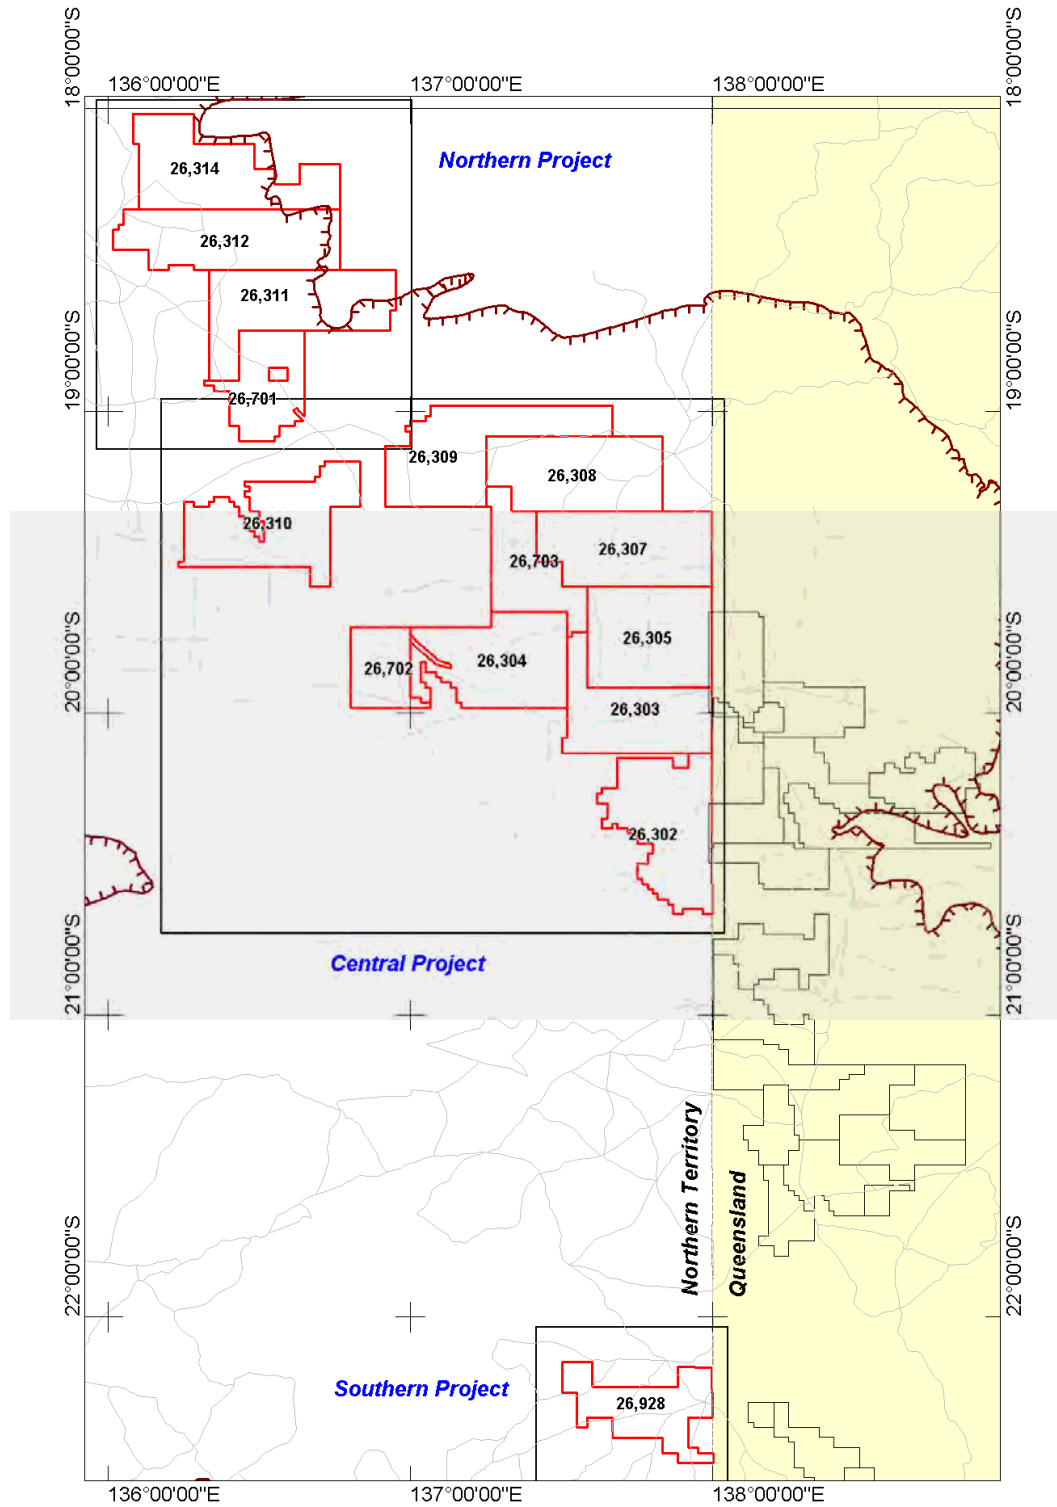 136°00'00"E
137°00'00"E
138°00'00"E
18°00'00"S
18°00'00"S
Northern Project
26,314
26,312
26,311
19°00'00"S
19°00'00"S
26,701
26,309
26,308
26,310
26,307
26,703
26,305
26,304
26,702
20°00'00"S
20°00'00"S
26,303
26,302
Central Project
21°00'00"S
21°00'00"S
Northern Territory
Queensland
22°00'00"S
22°00'00"S
Southern Project
26,928
136°00'00"E
137°00'00"E
138°00'00"E